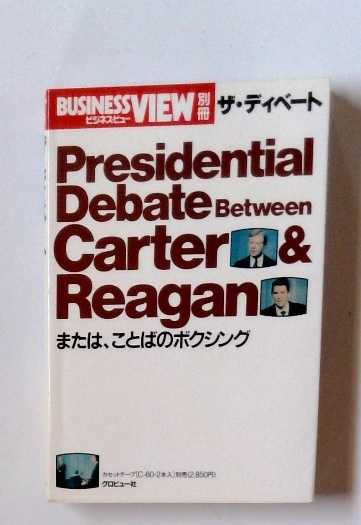 BUSINESS VIEW 別冊 ザ・ディベート
ビジネスビュー
Presidential
Debate Between
Carter &
Reagan
または、ことばのボクシング
カセットテープ[C-60-2本入]別売(2,850円)
グロビュー社